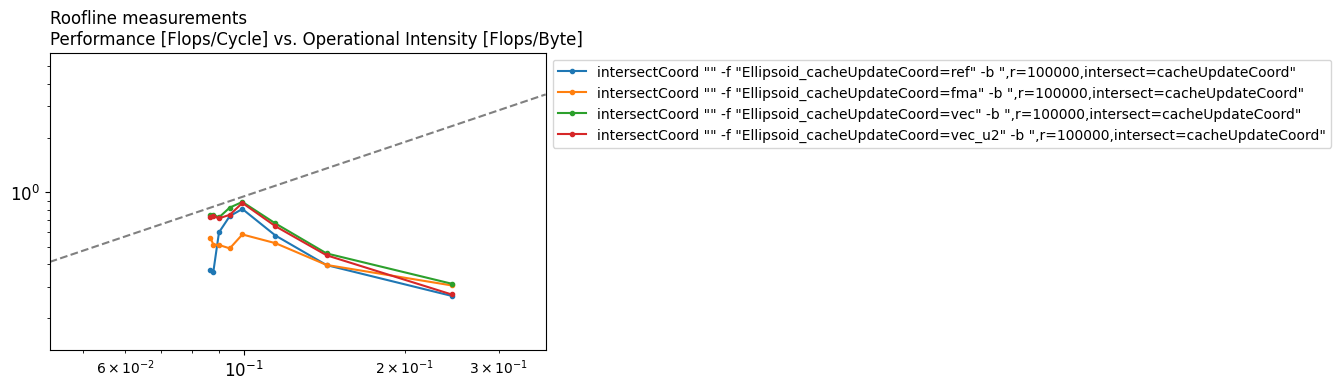 Roofline measurements
Performance [Flops/Cycle] vs. Operational Intensity [Flops/Byte]
intersectCoord "" -f "Ellipsoid_cacheUpdateCoord=ref" -b ",r=100000,intersect=cacheUpdateCoord"
intersectCoord "" -f "Ellipsoid_cacheUpdateCoord=fma" -b ",r=100000,intersect=cacheUpdateCoord"
intersectCoord "" -f "Ellipsoid_cacheUpdateCoord=vec" -b ",r=100000,intersect=cacheUpdateCoord"
intersectCoord "" -f "Ellipsoid_cacheUpdateCoord=vec_u2" -b ",r=100000,intersect=cacheUpdateCoord"
10⁰
6 × 10⁻² 10⁻¹ 2 × 10⁻¹ 3 × 10⁻¹